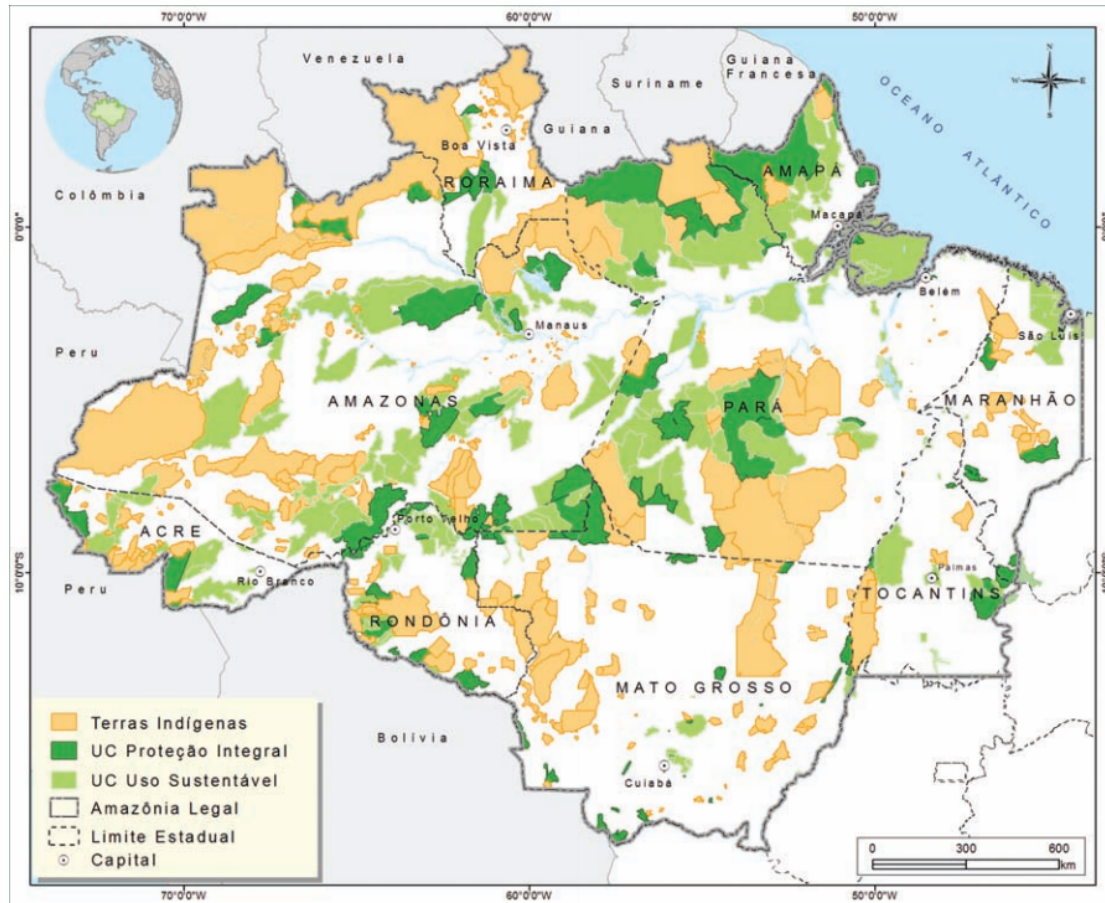 70°0'0"W
60°0'0"W
50°0'0"W
Venezuela
Suriname
Guiana
Francesa
N
W
E
S
Guiana
Boa Vista
OCEANO ATLÂNTICO
Colômbia
RORAIMA
AMAPÁ
0°0'0"
Macapá
Belém
Manaus
São Luís
Peru
AMAZONAS
PARÁ
MARANHÃO
Porto Telho
ACRE
Peru
10°0'0"S
Rio Branco
Palmas
TOCANTINS
RONDÔNIA
MATO GROSSO
Bolívia
Cuiabá
Terras Indígenas
UC Proteção Integral
UC Uso Sustentável
Amazônia Legal
Limite Estadual
Capital
0 300 600
km
70°0'0"W
60°0'0"W
50°0'0"W